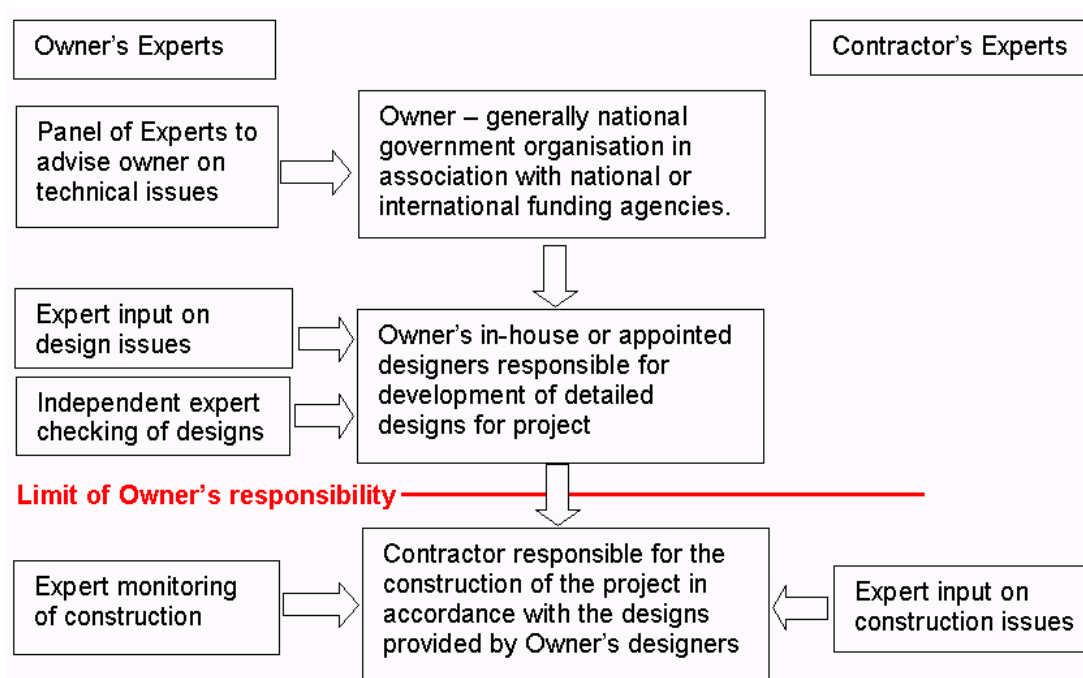 Owner’s Experts
Contractor’s Experts
Panel of Experts to
advise owner on
technical issues
Owner – generally national
government organisation in
association with national or
international funding agencies.
Expert input on
design issues
Independent expert
checking of designs
Owner’s in-house or appointed
designers responsible for
development of detailed
designs for project
Limit of Owner’s responsibility
Expert monitoring
of construction
Contractor responsible for the
construction of the project in
accordance with the designs
provided by Owner’s designers
Expert input on
construction issues